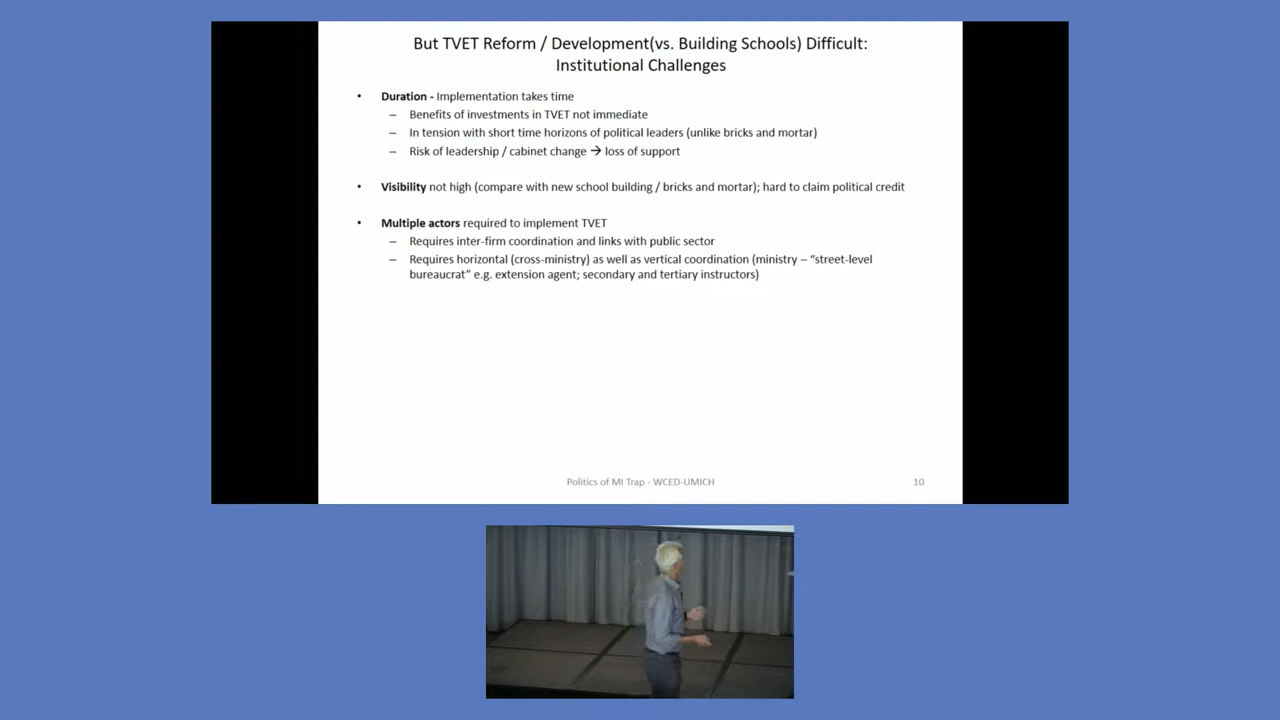 But TVET Reform / Development(vs. Building Schools) Difficult:
Institutional Challenges
• Duration - Implementation takes time
– Benefits of investments in TVET not immediate
– In tension with short time horizons of political leaders (unlike bricks and mortar)
– Risk of leadership / cabinet change → loss of support
• Visibility not high (compare with new school building / bricks and mortar); hard to claim political credit
• Multiple actors required to implement TVET
– Requires inter-firm coordination and links with public sector
– Requires horizontal (cross-ministry) as well as vertical coordination (ministry – “street-level
bureaucrat” e.g. extension agent; secondary and tertiary instructors)
Politics of MI Trap - WCED-UMICH
10